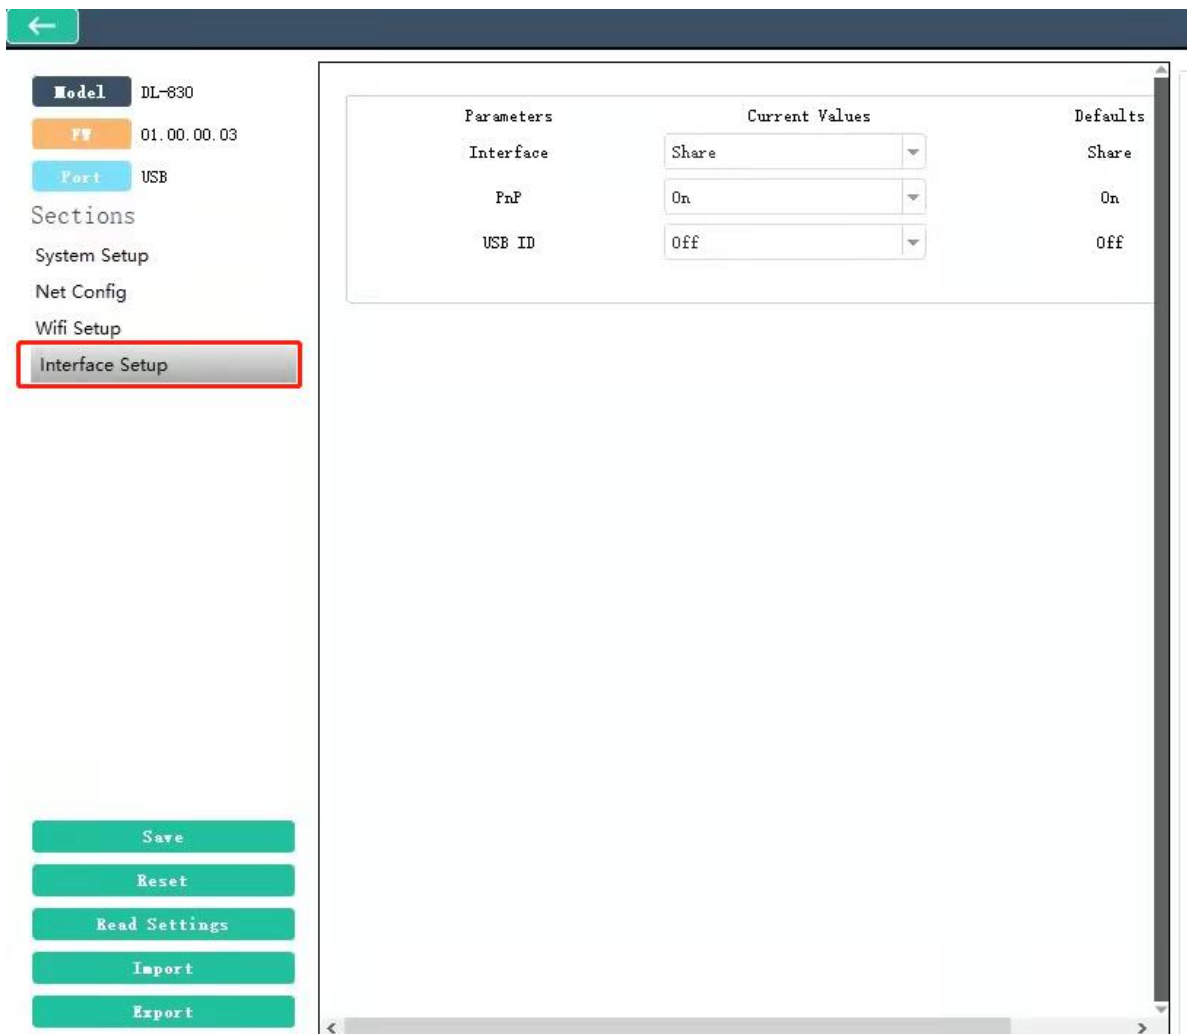 Model DL-830
FW 01.00.00.03
Port USB
Sections
System Setup
Net Config
Wifi Setup
Interface Setup
Save
Reset
Read Settings
Import
Export
Parameters Current Values Defaults
Interface Share Share
PnP On On
USB ID Off Off